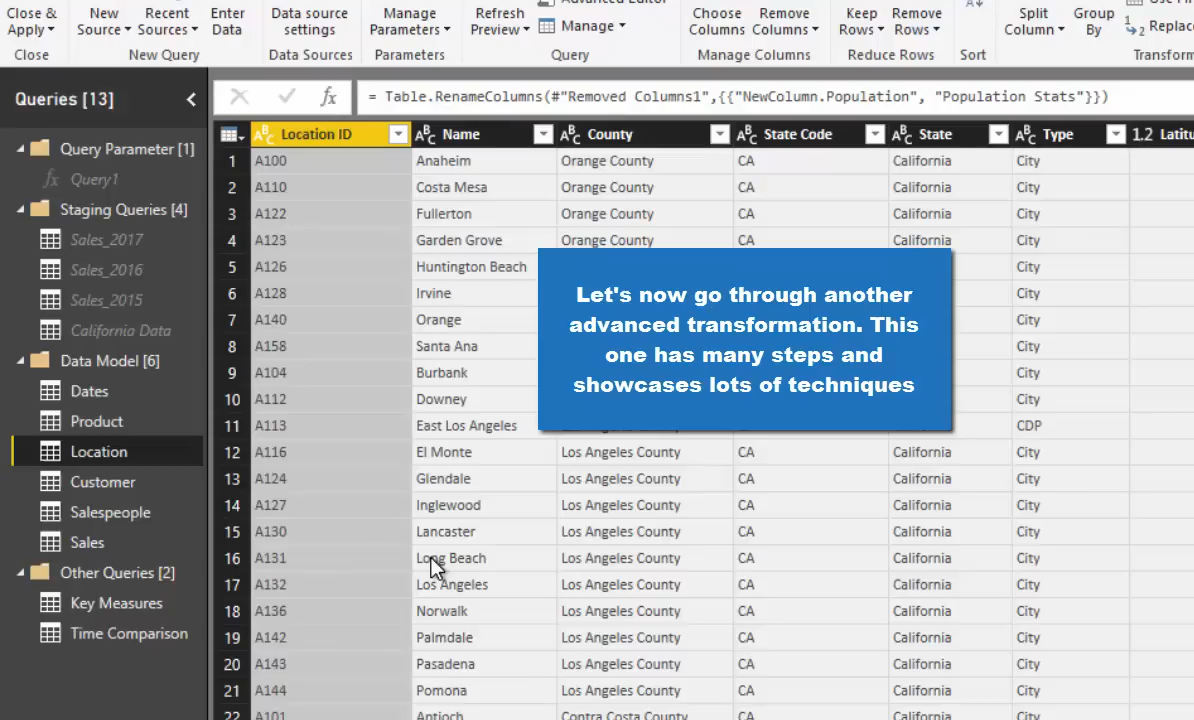 Close & New Recent Enter Data source Manage Refresh Advanced Editor Choose Remove Keep Remove Split Group
Apply Source Sources Data settings Parameters Preview Manage Columns Columns Rows Rows Column By Replace
Close New Query Data Sources Parameters Query Manage Columns Reduce Rows Sort Transform
Queries [13] = Table.RenameColumns(#"Removed Columns1",{{"NewColumn.Population", "Population Stats"}})
Query Parameter [1]
Query1
Staging Queries [4]
Sales_2017
Sales_2016
Sales_2015
California Data
Data Model [6]
Dates
Product
Location
Customer
Salespeople
Sales
Other Queries [2]
Key Measures
Time Comparison
Location ID Name County State Code State Type 1.2 Latitu
1 A100 Anaheim Orange County CA California City
2 A110 Costa Mesa Orange County CA California City
3 A122 Fullerton Orange County CA California City
4 A123 Garden Grove Orange County CA California City
5 A126 Huntington Beach City
6 A128 Irvine City
7 A140 Orange City
8 A158 Santa Ana City
9 A104 Burbank City
10 A112 Downey City
11 A113 East Los Angeles CDP
12 A116 El Monte Los Angeles County CA California City
13 A124 Glendale Los Angeles County CA California City
14 A127 Inglewood Los Angeles County CA California City
15 A130 Lancaster Los Angeles County CA California City
16 A131 Long Beach Los Angeles County CA California City
17 A132 Los Angeles Los Angeles County CA California City
18 A136 Norwalk Los Angeles County CA California City
19 A142 Palmdale Los Angeles County CA California City
20 A143 Pasadena Los Angeles County CA California City
21 A144 Pomona Los Angeles County CA California City
22 A101 Antioch Contra Costa County CA California City
Let's now go through another
advanced transformation. This
one has many steps and
showcases lots of techniques